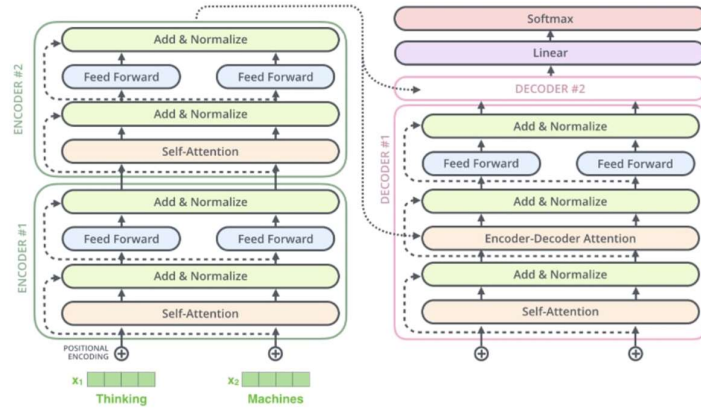 ENCODER #2
Add & Normalize
Feed Forward Feed Forward
Add & Normalize
Self-Attention
ENCODER #1
Add & Normalize
Feed Forward Feed Forward
Add & Normalize
Self-Attention
POSITIONAL
ENCODING
x₁ x₂
Thinking Machines
Softmax
Linear
DECODER #2
DECODER #1
Add & Normalize
Feed Forward Feed Forward
Add & Normalize
Encoder-Decoder Attention
Add & Normalize
Self-Attention